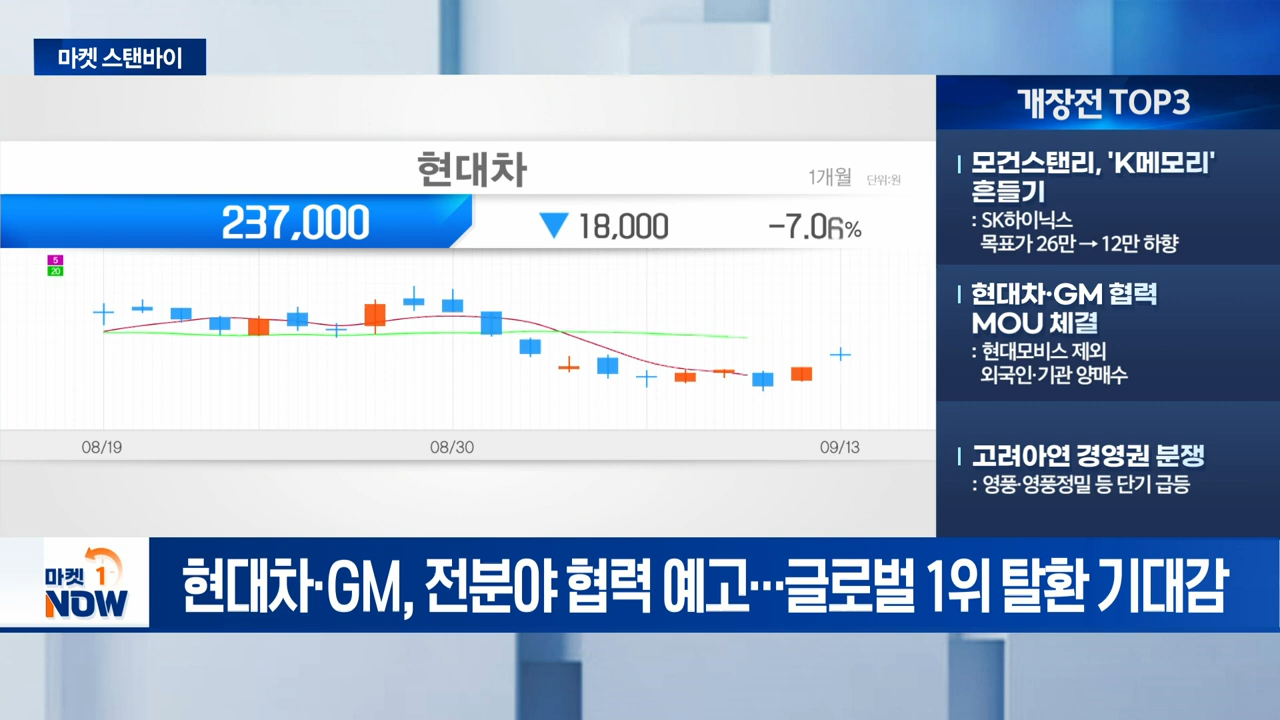 마켓 스탠바이
현대차
1개월 단위:원
237,000 ▼ 18,000 -7.06%
5
20
08/19 08/30 09/13
개장전 TOP3
모건스탠리, 'K메모리'
흔들기
: SK하이닉스
목표가 26만→12만 하향
현대차·GM 협력
MOU 체결
: 현대모비스 제외
외국인·기관 양매수
고려아연 경영권 분쟁
: 영풍·영풍정밀 등 단기 급등
마켓 1
NOW
현대차·GM, 전분야 협력 예고…글로벌 1위 탈환 기대감